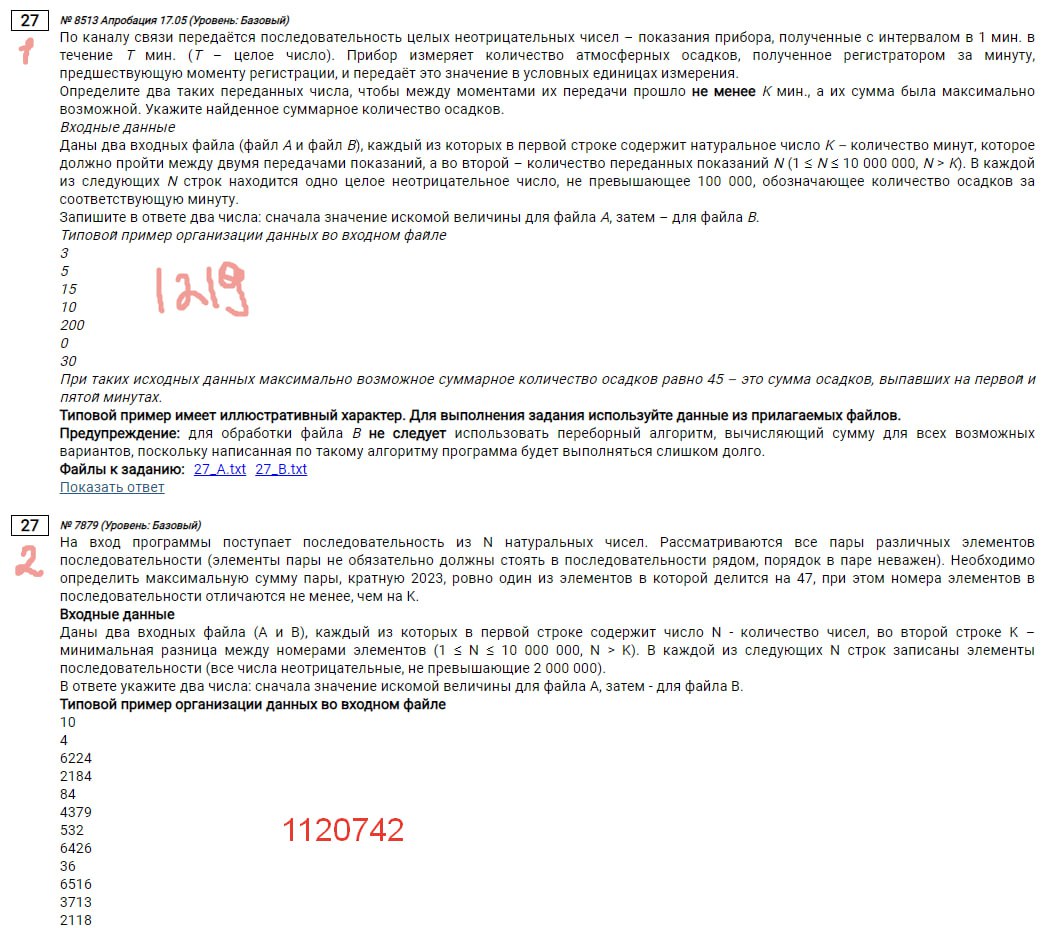 27 № 8513 Апробация 17.05 (Уровень: Базовый)
1
По каналу связи передаётся последовательность целых неотрицательных чисел – показания прибора, полученные с интервалом в 1 мин. в
течение T мин. (T – целое число). Прибор измеряет количество атмосферных осадков, полученное регистратором за минуту,
предшествующую моменту регистрации, и передаёт это значение в условных единицах измерения.
Определите два таких переданных числа, чтобы между моментами их передачи прошло не менее K мин., а их сумма была максимально
возможной. Укажите найденное суммарное количество осадков.
Входные данные
Даны два входных файла (файл A и файл B), каждый из которых в первой строке содержит натуральное число K – количество минут, которое
должно пройти между двумя передачами показаний, а во второй – количество переданных показаний N (1 ≤ N ≤ 10 000 000, N > K). В каждой
из следующих N строк находится одно целое неотрицательное число, не превышающее 100 000, обозначающее количество осадков за
соответствующую минуту.
Запишите в ответе два числа: сначала значение искомой величины для файла A, затем – для файла B.
Типовой пример организации данных во входном файле
3
5
15
10
200
0
30
1219
При таких исходных данных максимально возможное суммарное количество осадков равно 45 – это сумма осадков, выпавших на первой и
пятой минутах.
Типовой пример имеет иллюстративный характер. Для выполнения задания используйте данные из прилагаемых файлов.
Предупреждение: для обработки файла B не следует использовать переборный алгоритм, вычисляющий сумму для всех возможных
вариантов, поскольку написанная по такому алгоритму программа будет выполняться слишком долго.
Файлы к заданию: 27_A.txt 27_B.txt
Показать ответ
27 № 7879 (Уровень: Базовый)
2
На вход программы поступает последовательность из N натуральных чисел. Рассматриваются все пары различных элементов
последовательности (элементы пары не обязательно должны стоять в последовательности рядом, порядок в паре неважен). Необходимо
определить максимальную сумму пары, кратную 2023, ровно один из элементов в которой делится на 47, при этом номера элементов в
последовательности отличаются не менее, чем на K.
Входные данные
Даны два входных файла (A и B), каждый из которых в первой строке содержит число N - количество чисел, во второй строке K –
минимальная разница между номерами элементов (1 ≤ N ≤ 10 000 000, N > K). В каждой из следующих N строк записаны элементы
последовательности (все числа неотрицательные, не превышающие 2 000 000).
В ответе укажите два числа: сначала значение искомой величины для файла A, затем - для файла B.
Типовой пример организации данных во входном файле
10
4
6224
2184
84
4379
532
6426
36
6516
3713
2118
1120742